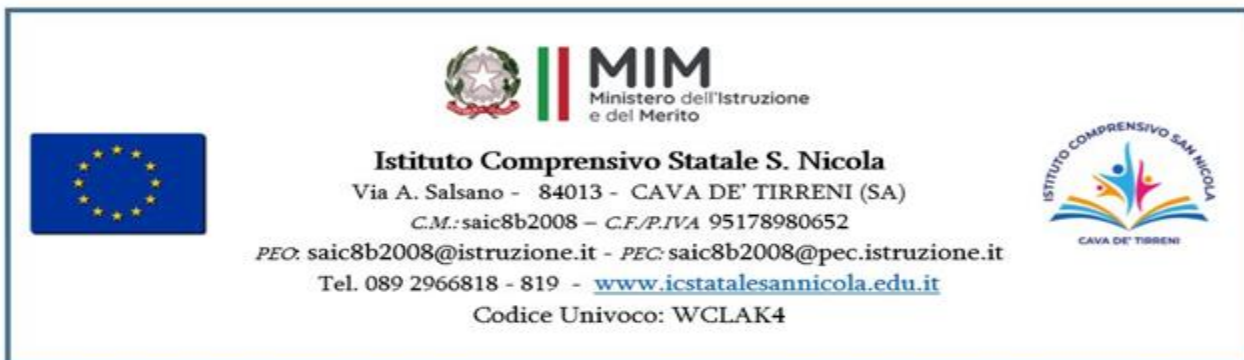 MIM
Ministero dell'Istruzione
e del Merito
Istituto Comprensivo Statale S. Nicola
Via A. Salsano - 84013 - CAVA DE' TIRRENI (SA)
C.M.: saic8b2008 – C.F./P.IVA 95178980652
PEO: saic8b2008@istruzione.it - PEC: saic8b2008@pec.istruzione.it
Tel. 089 2966818 - 819 - www.icstatalesannicola.edu.it
Codice Univoco: WCLAK4
ISTITUTO COMPRENSIVO SAN NICOLA
CAVA DE' TIRRENI